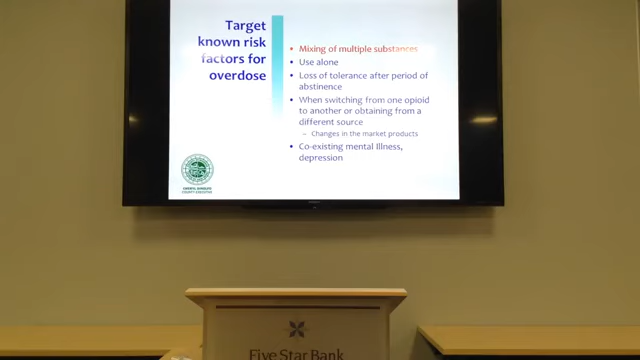 Target
known risk
factors for
overdose
• Mixing of multiple substances
• Use alone
• Loss of tolerance after period of
abstinence
• When switching from one opioid
to another or obtaining from a
different source
– Changes in the market products
• Co-existing mental Illness,
depression
COUNTY EXECUTIVE
Five Star Bank